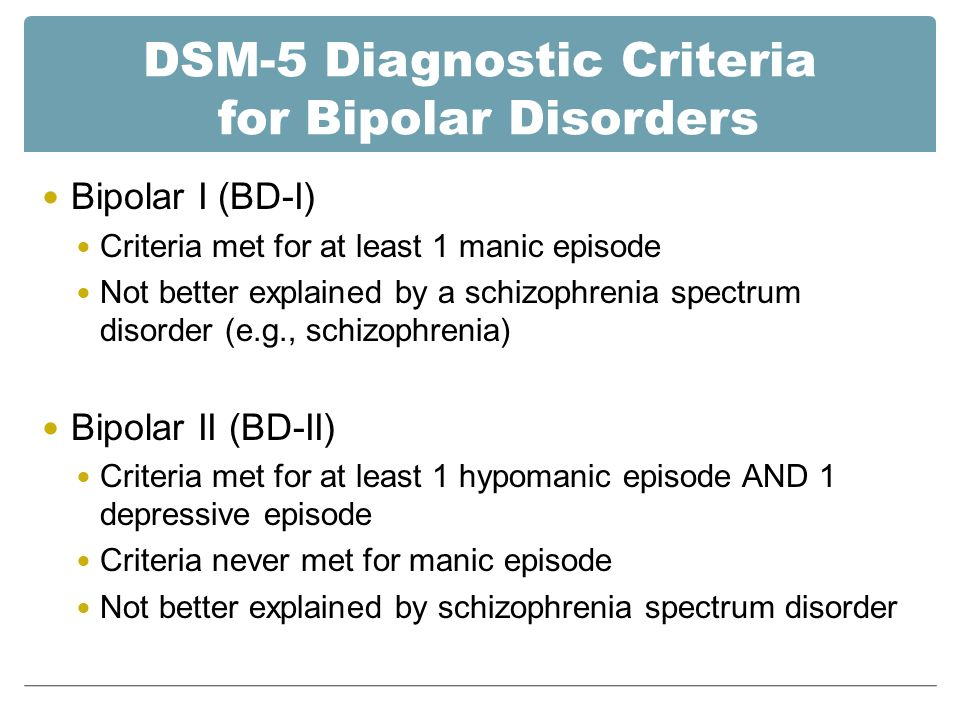 DSM-5 Diagnostic Criteria
for Bipolar Disorders
Bipolar I (BD-I)
Criteria met for at least 1 manic episode
Not better explained by a schizophrenia spectrum
disorder (e.g., schizophrenia)
Bipolar II (BD-II)
Criteria met for at least 1 hypomanic episode AND 1
depressive episode
Criteria never met for manic episode
Not better explained by schizophrenia spectrum disorder